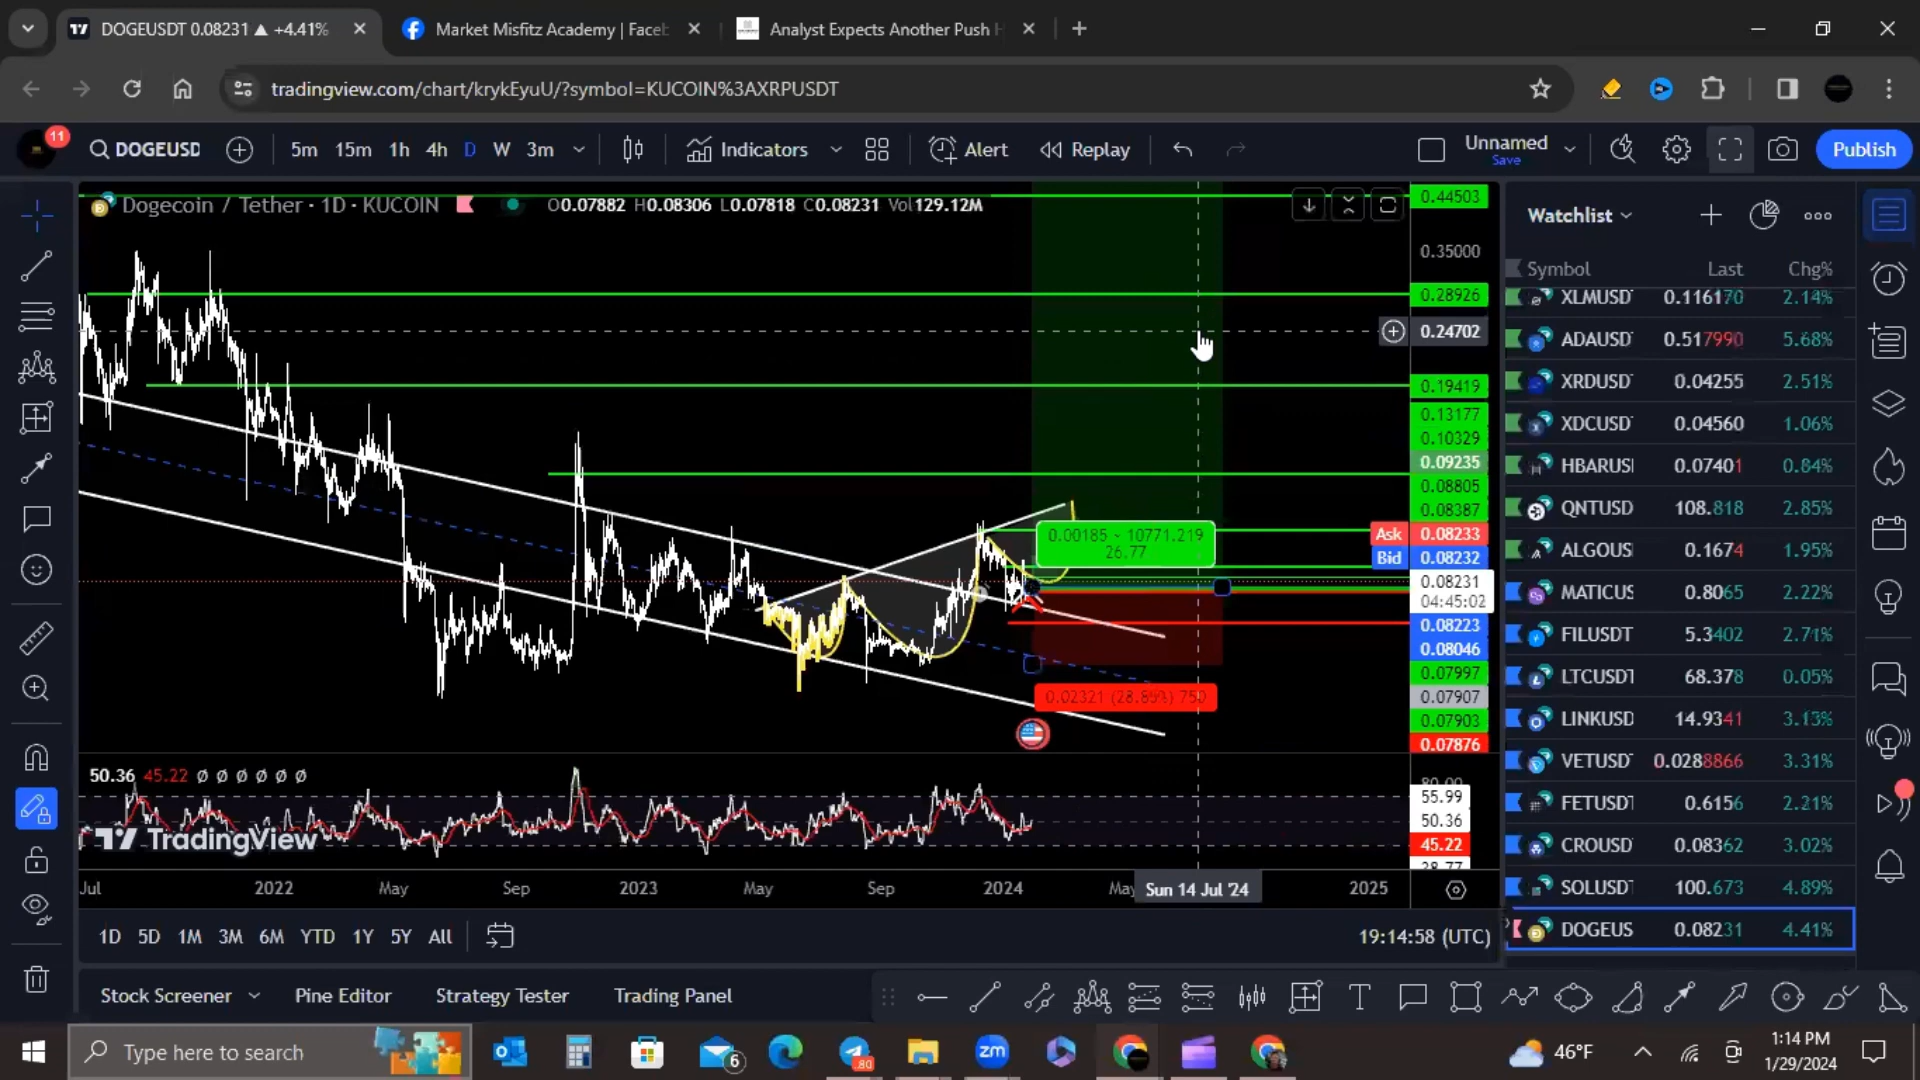 DOGEUSDT 0.08231 ▲ +4.41%
Market Misfitz Academy | Faceb
Analyst Expects Another Push H
tradingview.com/chart/krykEyuU/?symbol=KUCOIN%3AXRPUSDT
11
DOGEUSD
5m 15m 1h 4h D W 3m
Indicators
Alert
Replay
Unnamed
Save
Publish
Dogecoin / Tether · 1D · KUCOIN
O0.07882 H0.08306 L0.07818 C0.08231 Vol129.12M
0.44503
0.35000
0.28926
0.24702
0.19419
0.13177
0.10329
0.09235
0.08805
0.08387
Ask 0.08233
Bid 0.08232
0.08231
04:45:02
0.08223
0.08046
0.07997
0.07907
0.07903
0.07876
26.77
50.36 45.22 Ø Ø Ø Ø Ø Ø
80.00
55.99
50.36
45.22
28.77
TradingView
Jul 2022 May Sep 2023 May Sep 2024 May Sun 14 Jul '24 2025
1D 5D 1M 3M 6M YTD 1Y 5Y All
19:14:58 (UTC)
Stock Screener
Pine Editor
Strategy Tester
Trading Panel
Watchlist
Symbol Last Chg%
XLMUSD 0.116170 2.14%
ADAUSD 0.517990 5.68%
XRDUSD 0.04255 2.51%
XDCUSD 0.04560 1.06%
HBARUS 0.07401 0.84%
QNTUSD 108.818 2.85%
ALGOUS 0.1674 1.95%
MATICUS 0.8065 2.22%
FILUSDT 5.3402 2.71%
LTCUSDT 68.378 0.05%
LINKUSD 14.9341 3.13%
VETUSD 0.0288866 3.31%
FETUSDT 0.6156 2.21%
CROUSD 0.08362 3.02%
SOLUSD 100.673 4.89%
DOGEUS 0.08231 4.41%
Type here to search
6
.80
zm
46°F
1:14 PM
1/29/2024